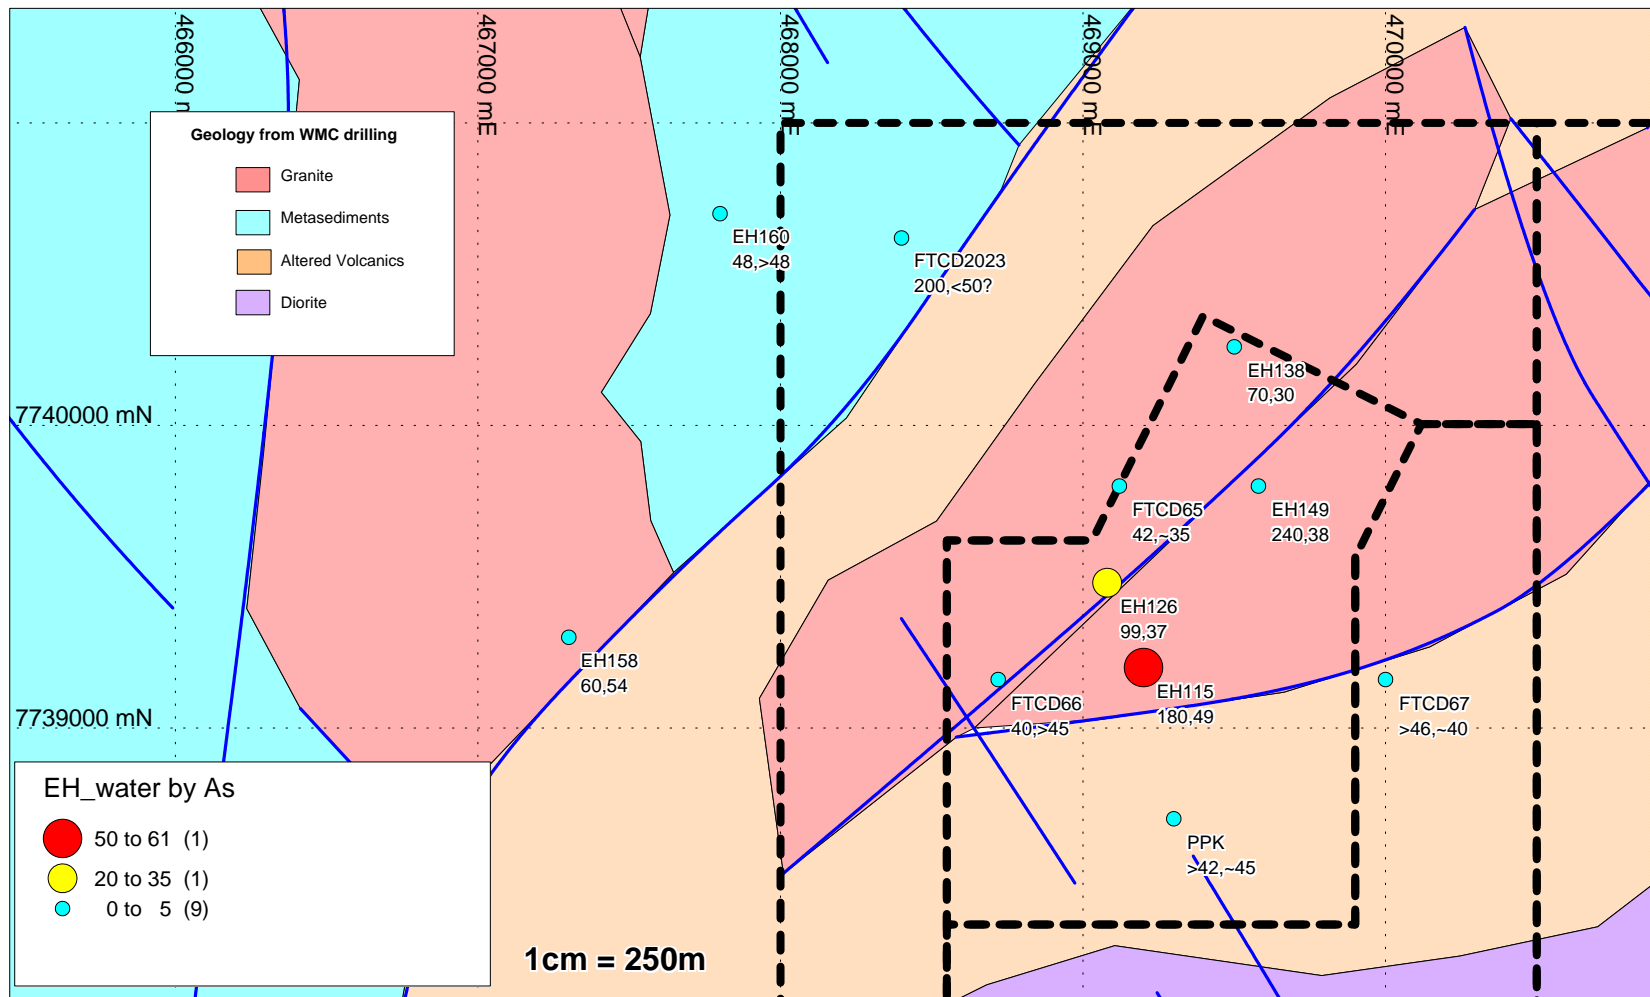 466000 m
467000 mE
468000 mE
469000 mE
470000 mE
Geology from WMC drilling
Granite
Metasediments
Altered Volcanics
Diorite
EH160
48,>48
FTCD2023
200,<50?
EH138
70,30
7740000 mN
FTCD65
42,~35
EH149
240,38
EH126
99,37
EH158
60,54
EH115
180,49
FTCD66
40,>45
FTCD67
>46,~40
7739000 mN
EH_water by As
50 to 61 (1)
20 to 35 (1)
0 to 5 (9)
PPK
>42,~45
1cm = 250m